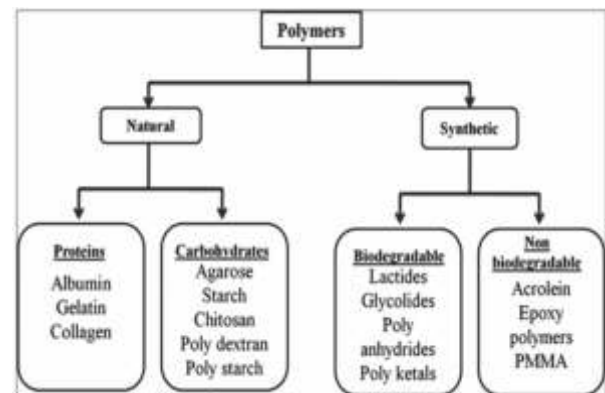 Polymers
Natural
Synthetic
Proteins
Albumin
Gelatin
Collagen
Carbohydrates
Agarose
Starch
Chitosan
Poly dextran
Poly starch
Biodegradable
Lactides
Glycolides
Poly
anhydrides
Poly ketals
Non
biodegradable
Acrolein
Epoxy
polymers
PMMA